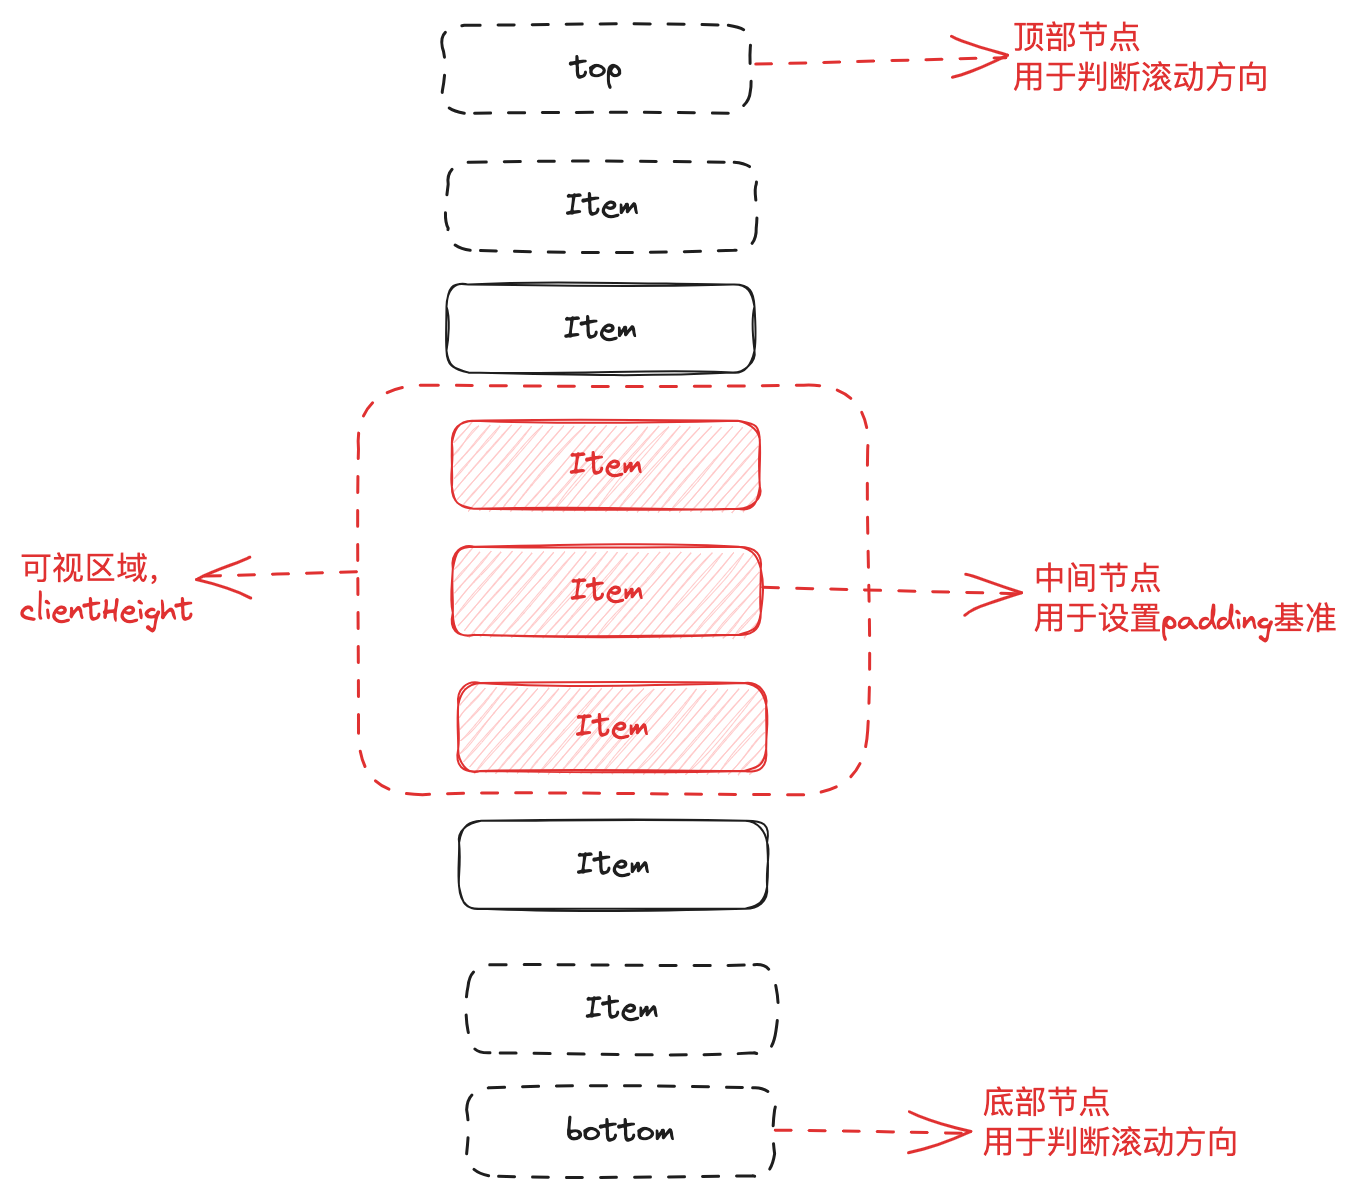 top
顶部节点
用于判断滚动方向
Item
Item
Item
可视区域,
clientHeight
Item
中间节点
用于设置padding基准
Item
Item
Item
bottom
底部节点
用于判断滚动方向